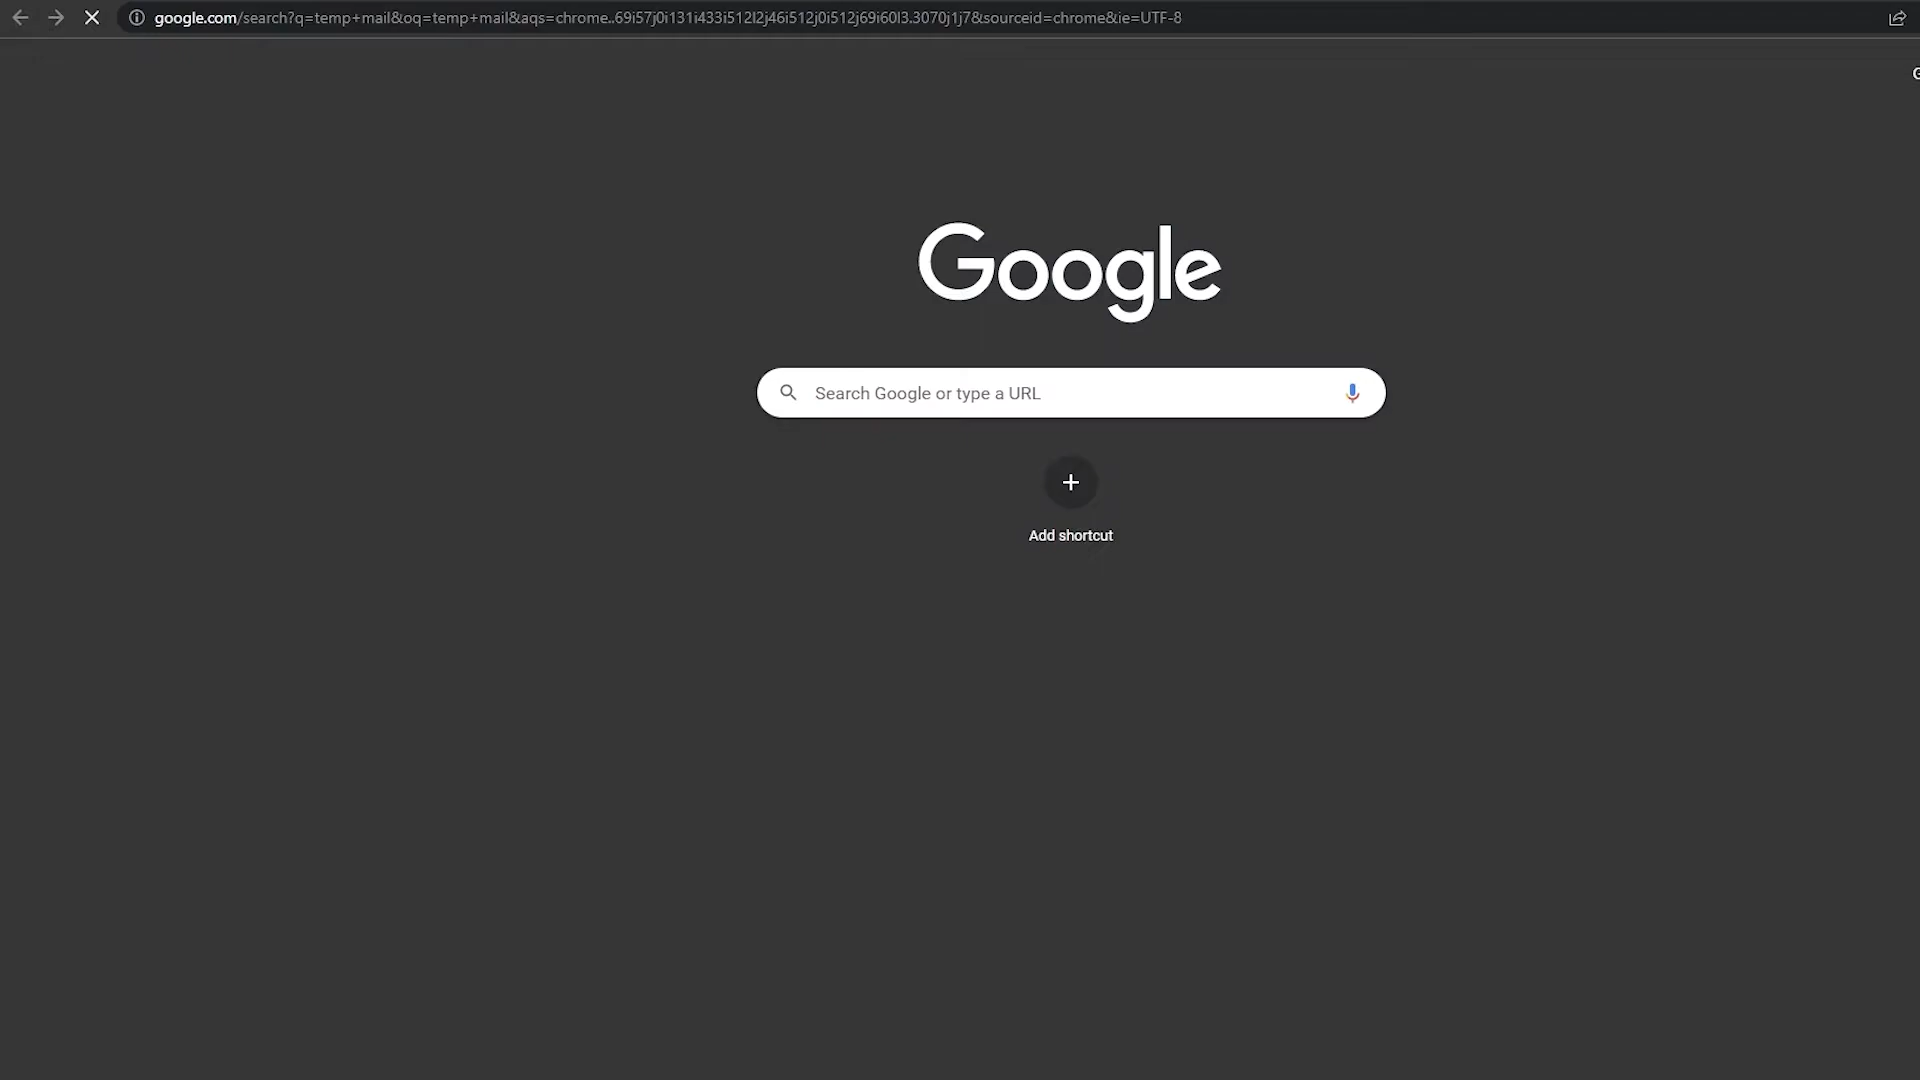 google.com/search?q=temp+mail&oq=temp+mail&aqs=chrome..69i57j0i131i433i512l2j46i512j0i512j69i60l3.3070j1j7&sourceid=chrome&ie=UTF-8
G
Google
Search Google or type a URL
Add shortcut